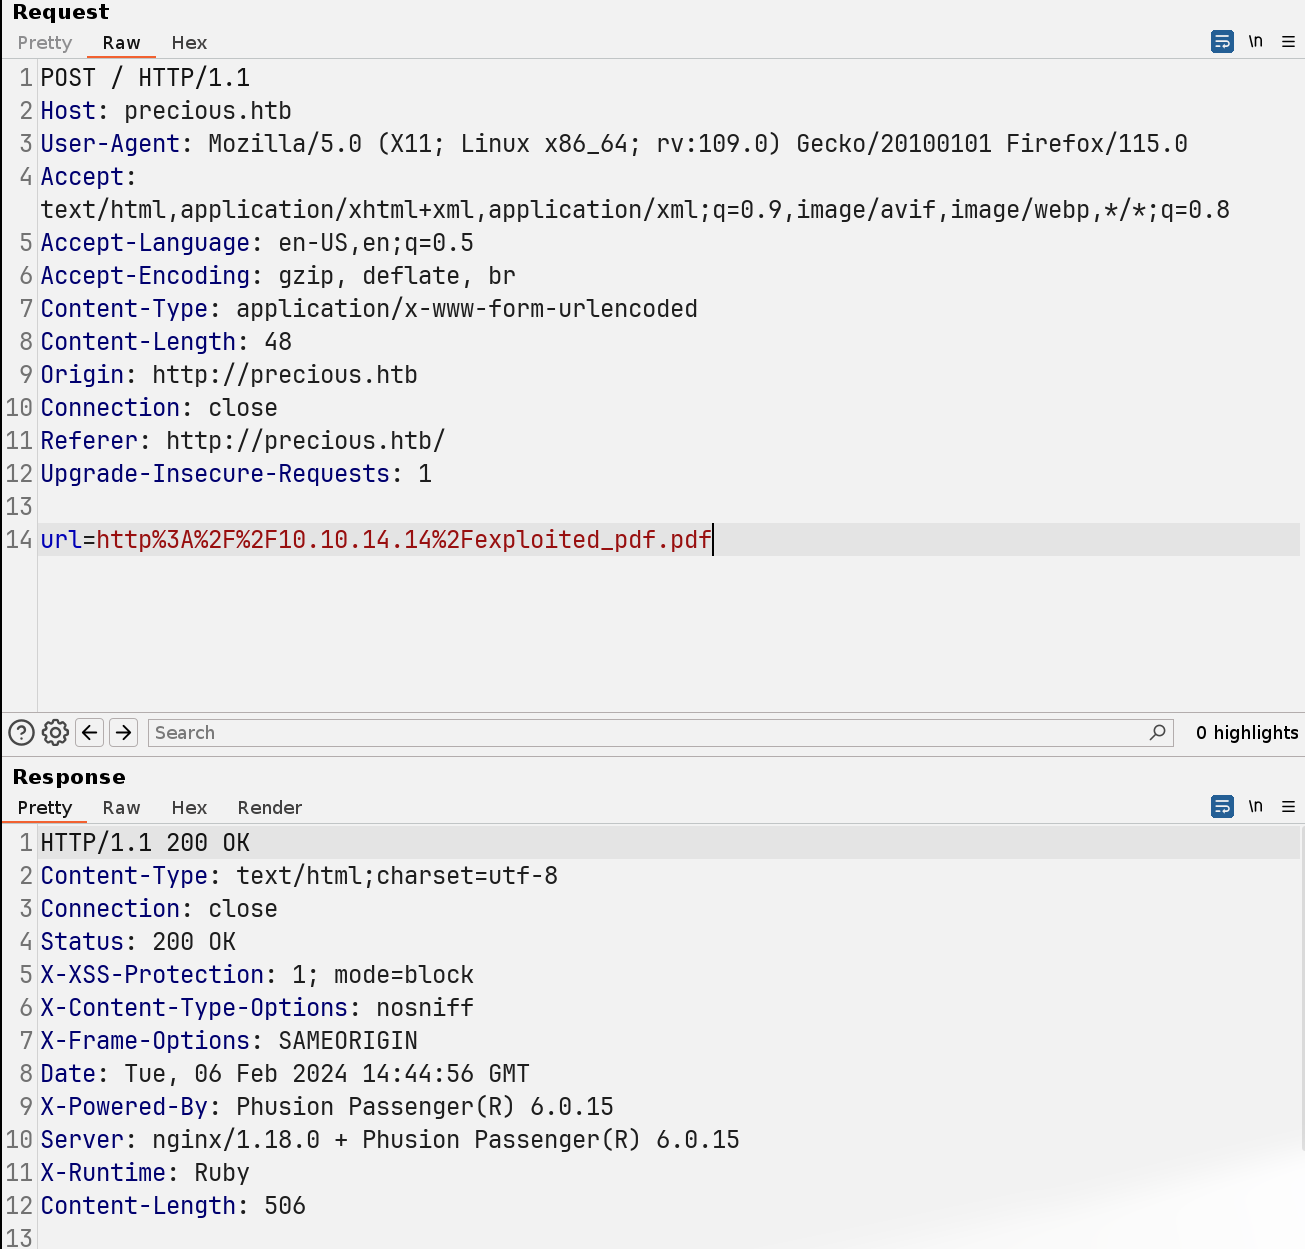 Request
Pretty Raw Hex \n
1 POST / HTTP/1.1
2 Host: precious.htb
3 User-Agent: Mozilla/5.0 (X11; Linux x86_64; rv:109.0) Gecko/20100101 Firefox/115.0
4 Accept:
text/html,application/xhtml+xml,application/xml;q=0.9,image/avif,image/webp,*/*;q=0.8
5 Accept-Language: en-US,en;q=0.5
6 Accept-Encoding: gzip, deflate, br
7 Content-Type: application/x-www-form-urlencoded
8 Content-Length: 48
9 Origin: http://precious.htb
10 Connection: close
11 Referer: http://precious.htb/
12 Upgrade-Insecure-Requests: 1
13
14 url=http%3A%2F%2F10.10.14.14%2Fexploited_pdf.pdf
? Search 0 highlights
Response
Pretty Raw Hex Render \n
1 HTTP/1.1 200 OK
2 Content-Type: text/html;charset=utf-8
3 Connection: close
4 Status: 200 OK
5 X-XSS-Protection: 1; mode=block
6 X-Content-Type-Options: nosniff
7 X-Frame-Options: SAMEORIGIN
8 Date: Tue, 06 Feb 2024 14:44:56 GMT
9 X-Powered-By: Phusion Passenger(R) 6.0.15
10 Server: nginx/1.18.0 + Phusion Passenger(R) 6.0.15
11 X-Runtime: Ruby
12 Content-Length: 506
13